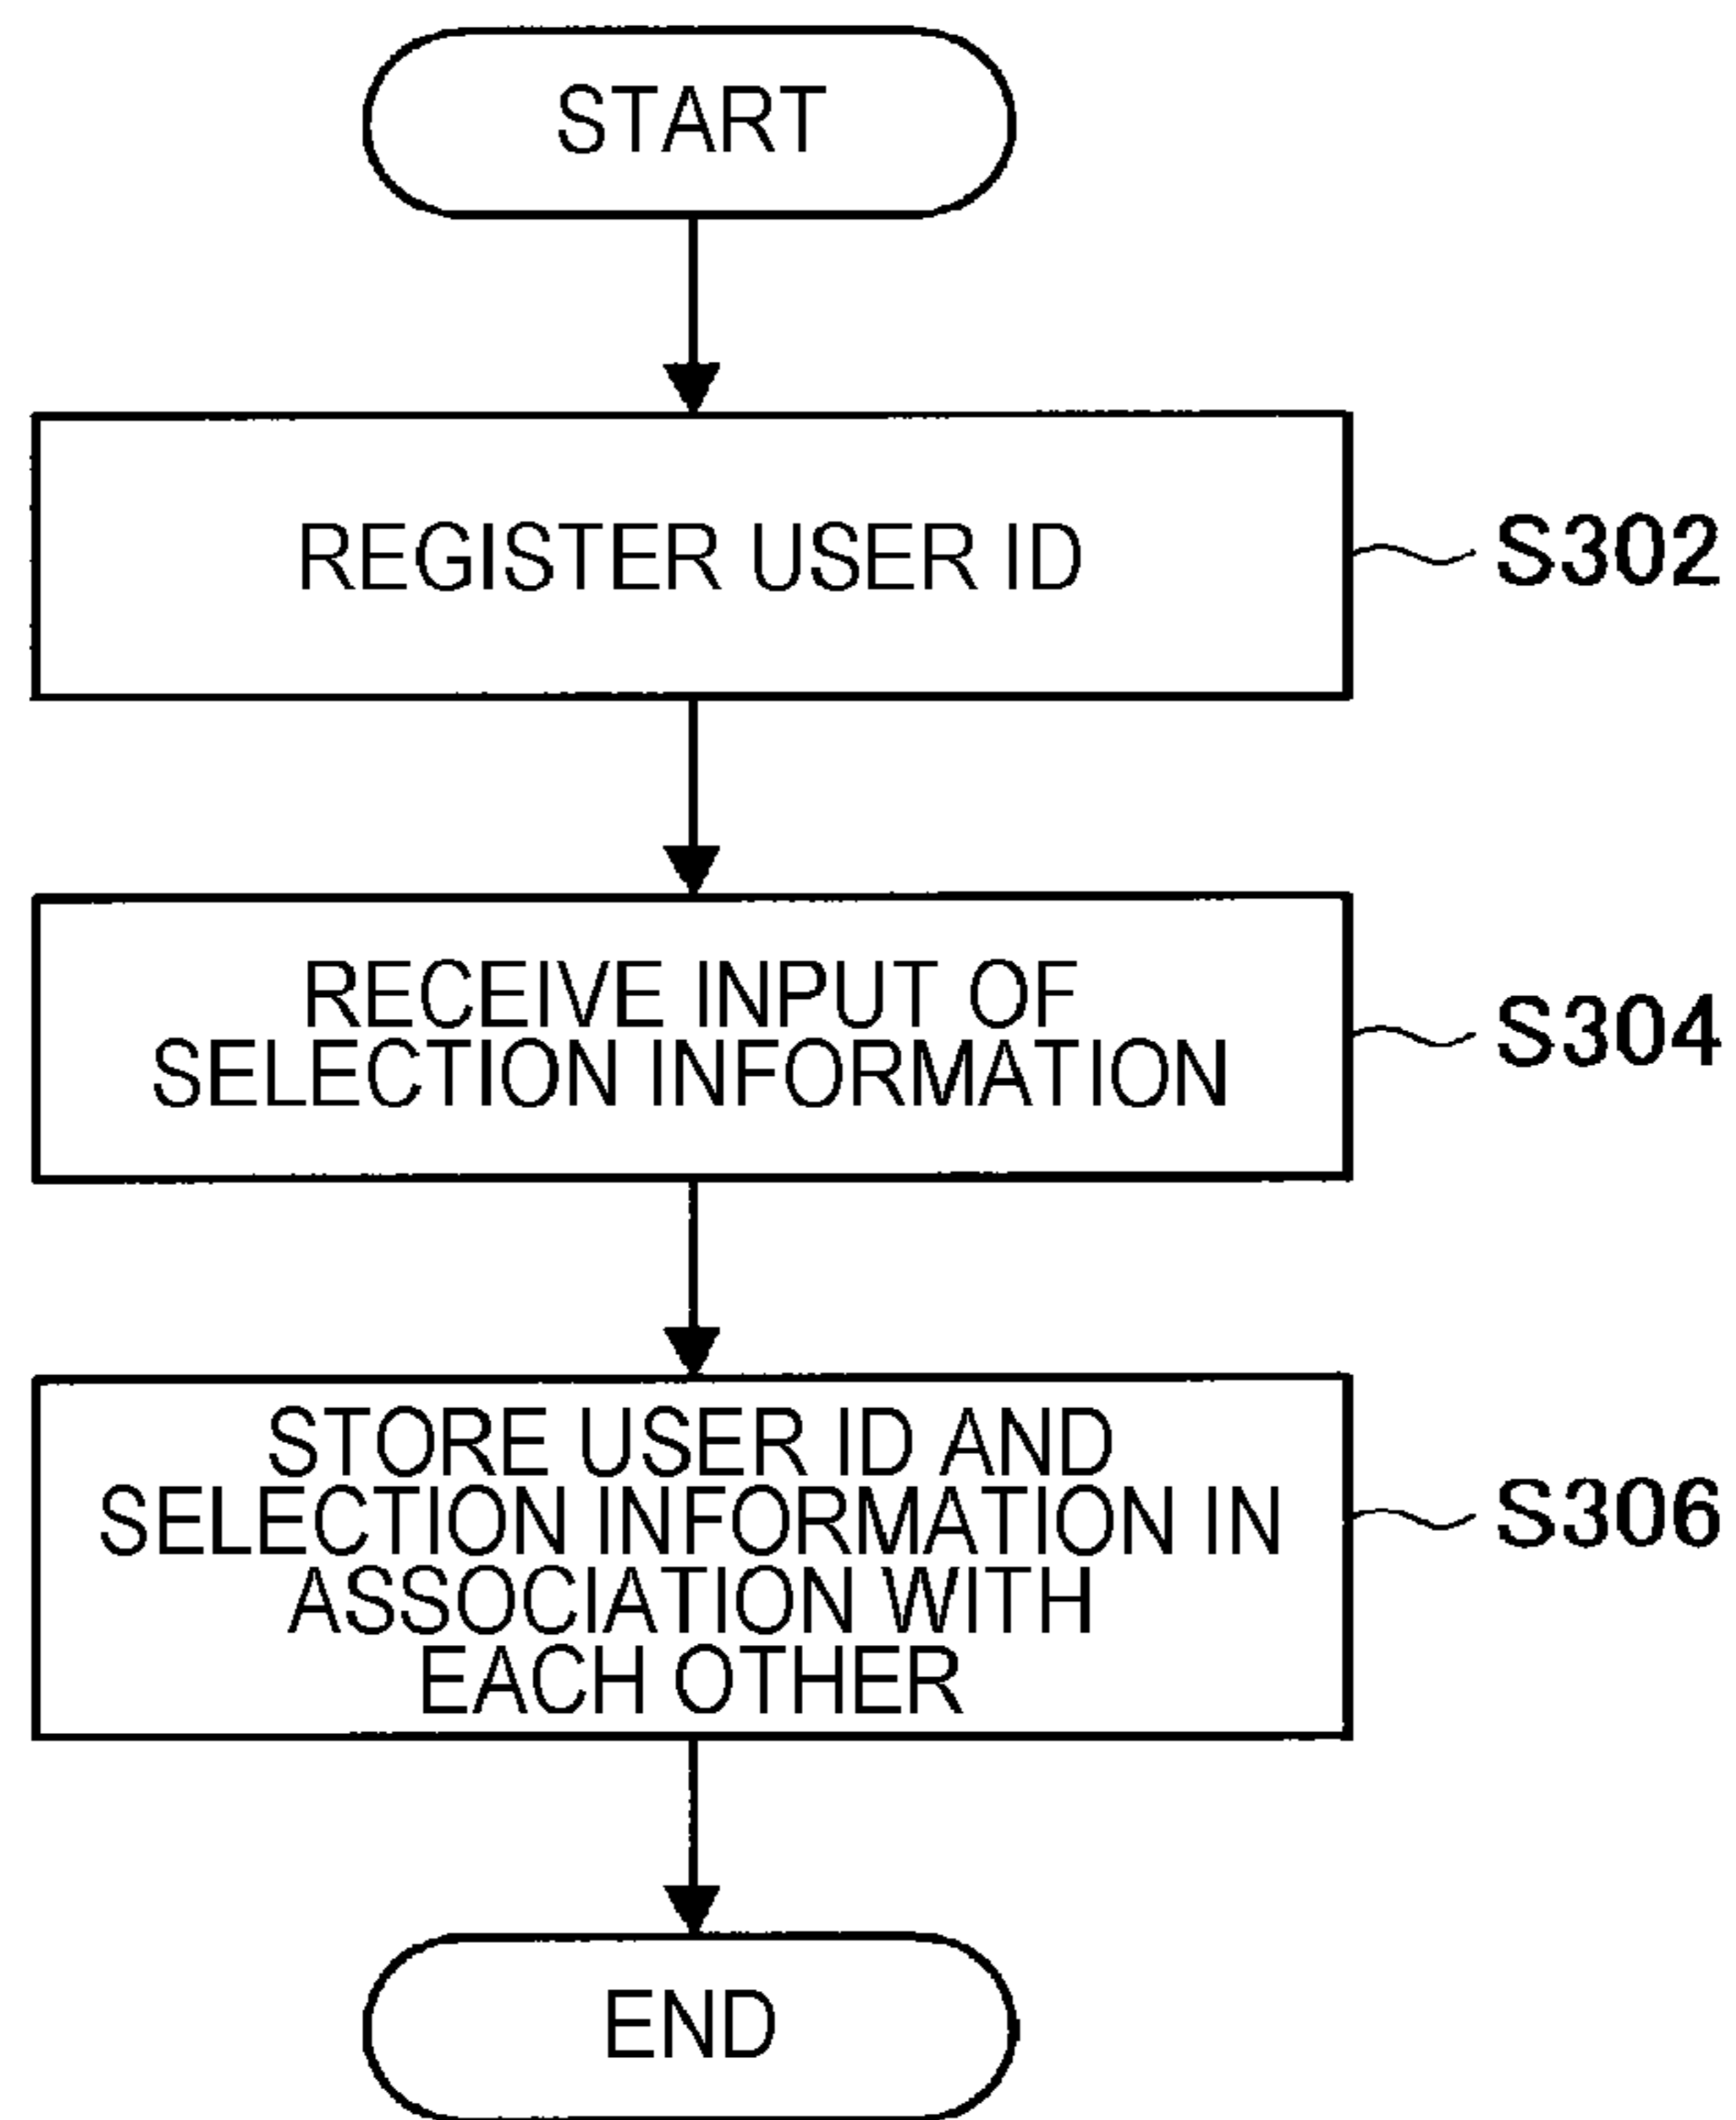 START
REGISTER USER ID
S302
RECEIVE INPUT OF
SELECTION INFORMATION
S304
STORE USER ID AND
SELECTION INFORMATION IN
ASSOCIATION WITH
EACH OTHER
S306
END